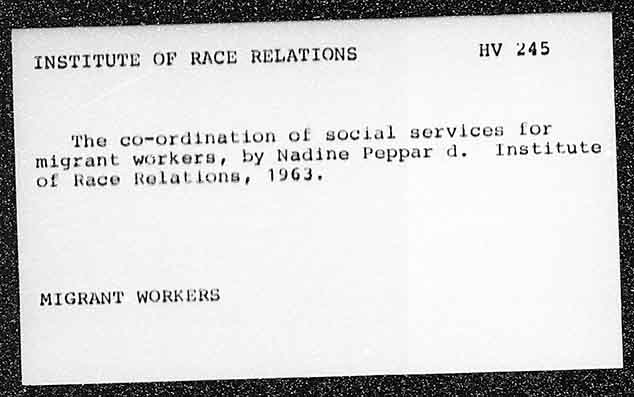 INSTITUTE OF RACE RELATIONS HV 245
The co-ordination of social services for
migrant workers, by Nadine Peppar d. Institute
of Race Relations, 1963.
MIGRANT WORKERS